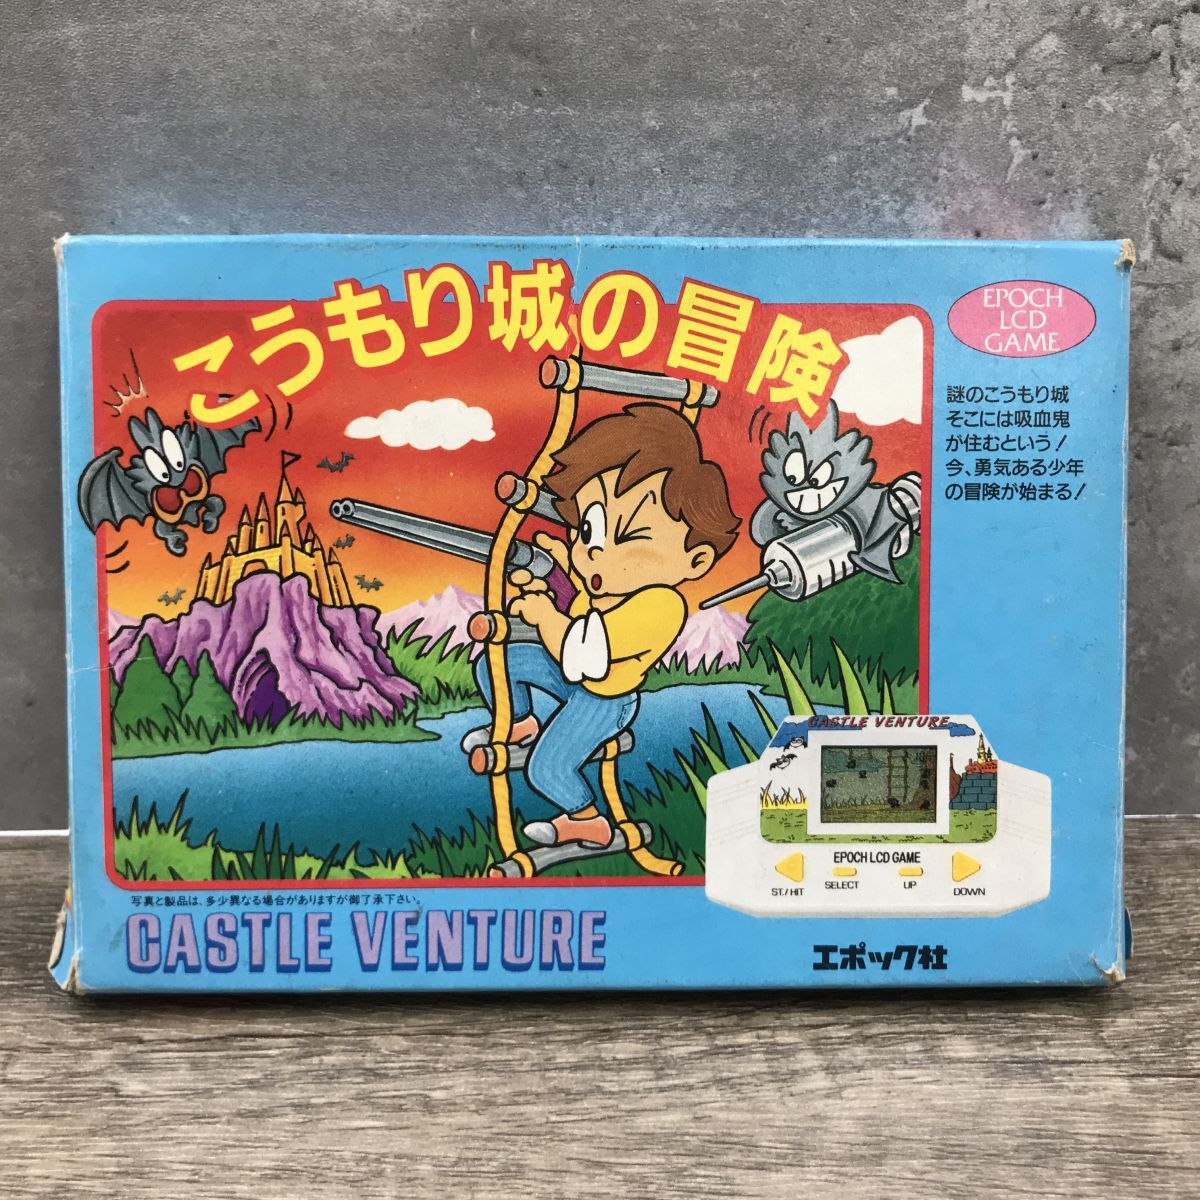 こうもり城の冒険
EPOCH
LCD
GAME
謎のこうもり城
そこには吸血鬼
が住むという!
今、勇気ある少年
の冒険が始まる!
CASTLE VENTURE
EPOCH LCD GAME
ST./HIT
SELECT
UP
DOWN
写真と製品は、多少異なる場合がありますが御了承下さい。
CASTLE VENTURE
エポック社